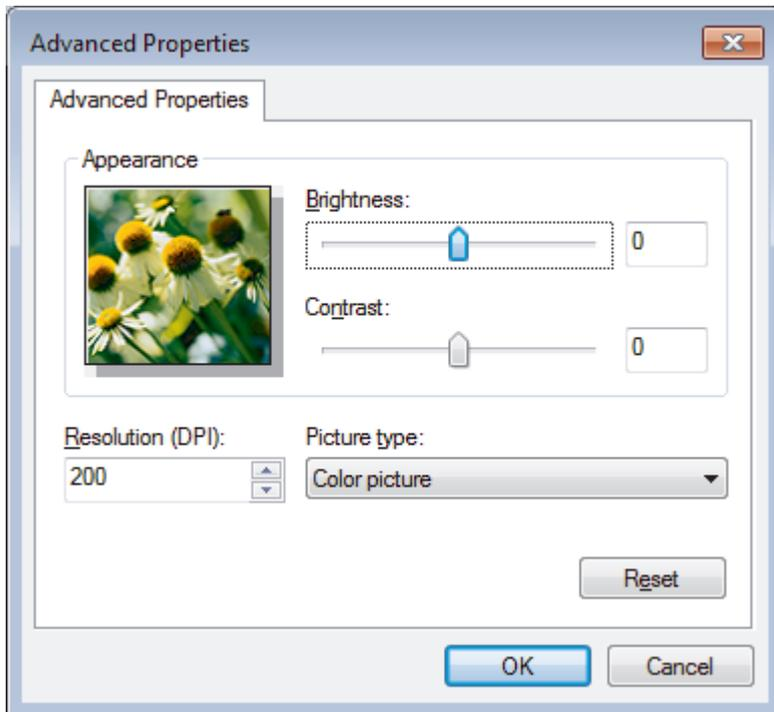 Advanced Properties
Advanced Properties
Appearance
Brightness:
0
Contrast:
0
Resolution (DPI):
Picture type:
200
Color picture
Reset
OK
Cancel